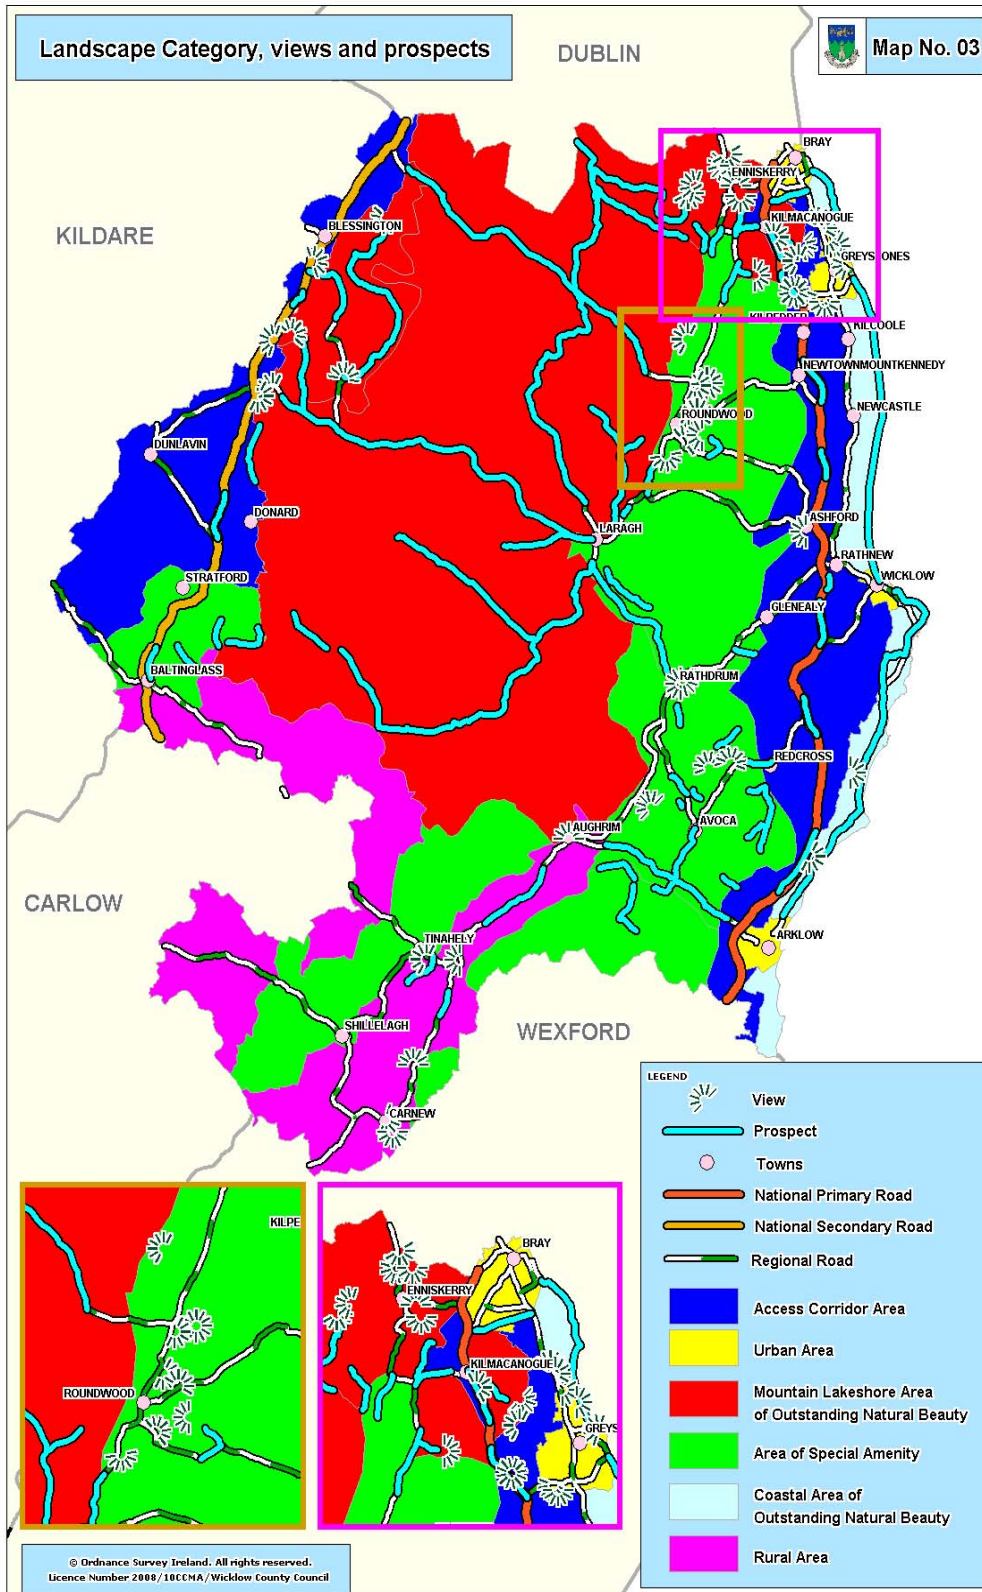 Landscape Category, views and prospects
DUBLIN
Map No. 03
BRAY
ENNISKERRY
KILMACANOGUE
GREYSTONES
KILDARE
BLESSINGTON
KILPEDDER
KILCOOLE
NEWTOWNMOUNTKENNEDY
NEWCASTLE
ROUNDWOOD
DUNLAVIN
DONARD
LARAGH
ASHFORD
RATHNEW
WICKLOW
STRATFORD
GLENEALY
BALTINGLASS
RATHDRUM
REDCROSS
AVOCA
AUGHRIM
CARLOW
ARKLOW
TINAHELY
SHILLELAGH
WEXFORD
CARNEW
LEGEND
View
Prospect
Towns
National Primary Road
National Secondary Road
Regional Road
Access Corridor Area
Urban Area
Mountain Lakeshore Area
of Outstanding Natural Beauty
Area of Special Amenity
Coastal Area of
Outstanding Natural Beauty
Rural Area
KILPE
ROUNDWOOD
BRAY
ENNISKERRY
KILMACANOGUE
GREYS
© Ordnance Survey Ireland. All rights reserved.
Licence Number 2008/10CCMA/Wicklow County Council